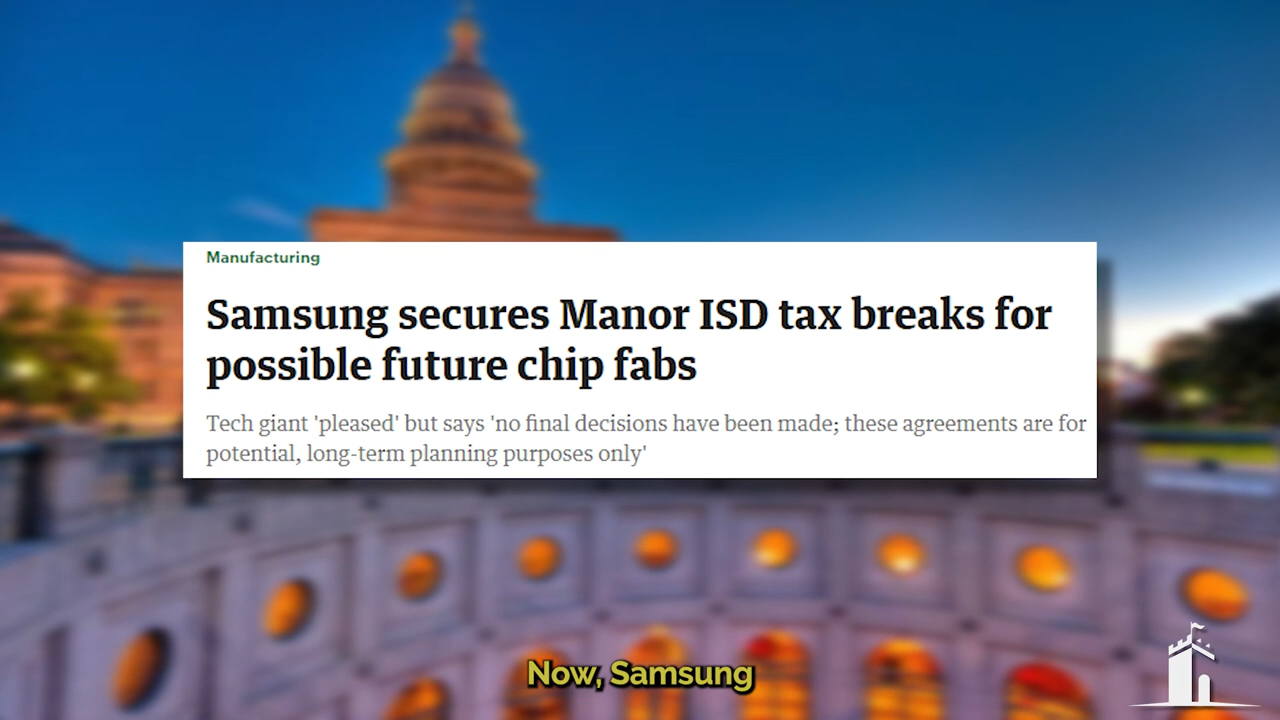 Manufacturing
Samsung secures Manor ISD tax breaks for
possible future chip fabs
Tech giant 'pleased' but says 'no final decisions have been made; these agreements are for
potential, long-term planning purposes only'
Now, Samsung